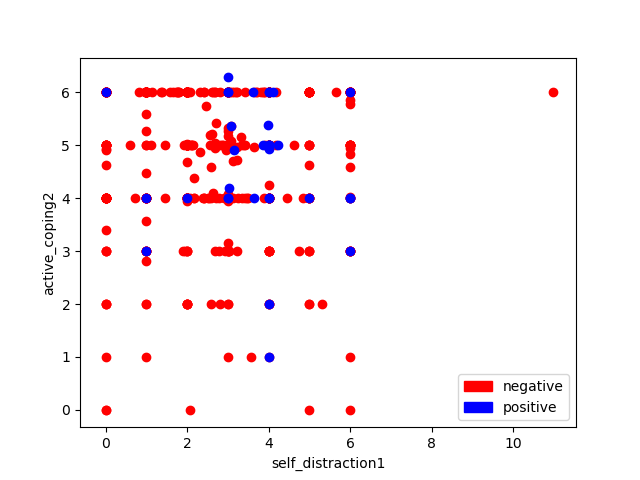 6
5
4
3
2
1
0
active_coping2
negative
positive
0 2 4 6 8 10
self_distraction1